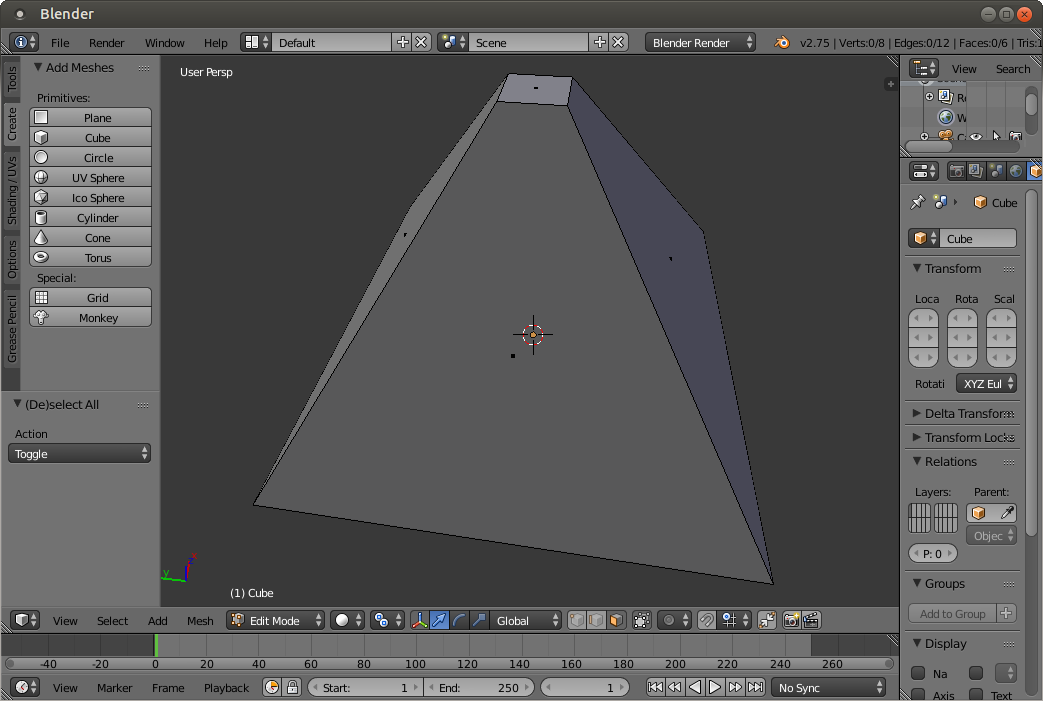 Blender
File Render Window Help Default Scene Blender Render v2.75 | Verts:0/8 | Edges:0/12 | Faces:0/6 | Tris:1
Tools
Create
Shading / UVs
Options
Grease Pencil
Add Meshes
Primitives:
Plane
Cube
Circle
UV Sphere
Ico Sphere
Cylinder
Cone
Torus
Special:
Grid
Monkey
(De)select All
Action
Toggle
User Persp
y z
(1) Cube
View Search
Re
W
Cube
Cube
Transform
Loca Rota Scal
Rotati XYZ Eul
Delta Transform
Transform Locks
Relations
Layers: Parent:
Objec
P: 0
Groups
Add to Group
Display
Na
Axis Text
View Select Add Mesh Edit Mode Global
-40 -20 0 20 40 60 80 100 120 140 160 180 200 220 240 260
View Marker Frame Playback Start: 1 End: 250 1 No Sync